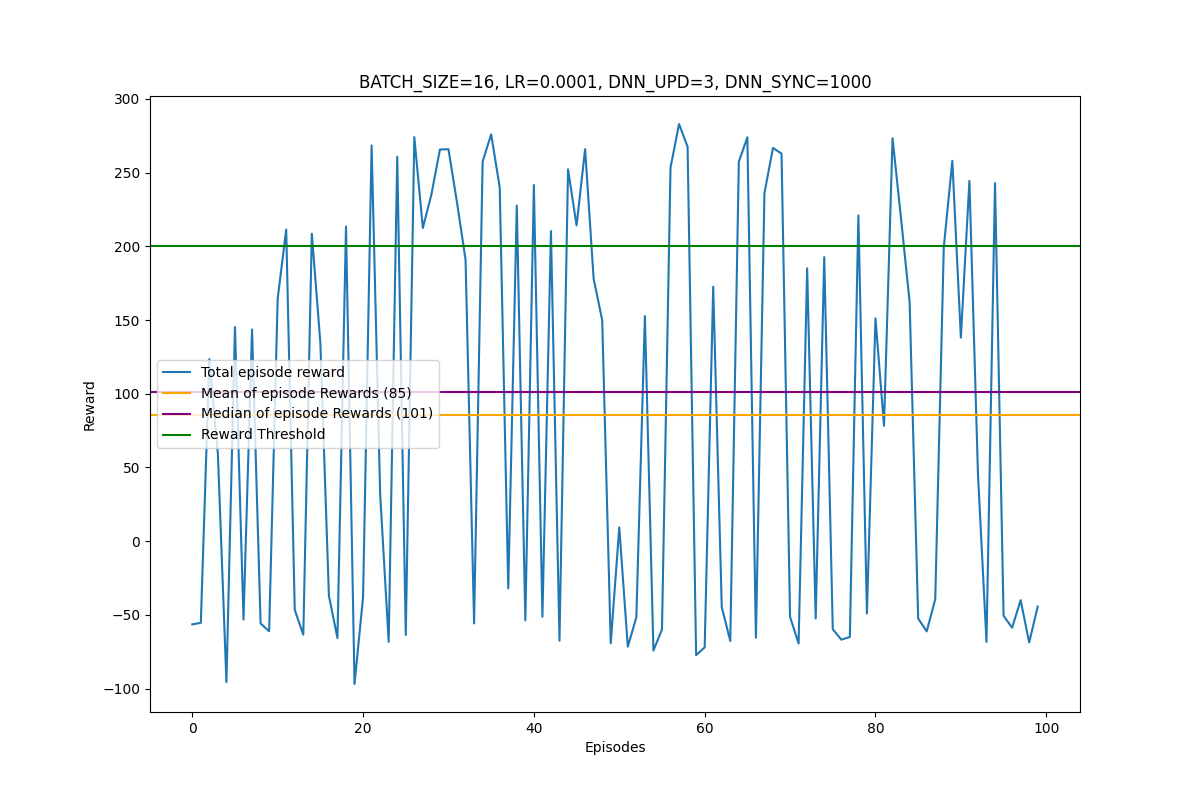 BATCH_SIZE=16, LR=0.0001, DNN_UPD=3, DNN_SYNC=1000
300
250
200
150
100
50
0
−50
−100
Reward
Total episode reward
Mean of episode Rewards (85)
Median of episode Rewards (101)
Reward Threshold
0 20 40 60 80 100
Episodes